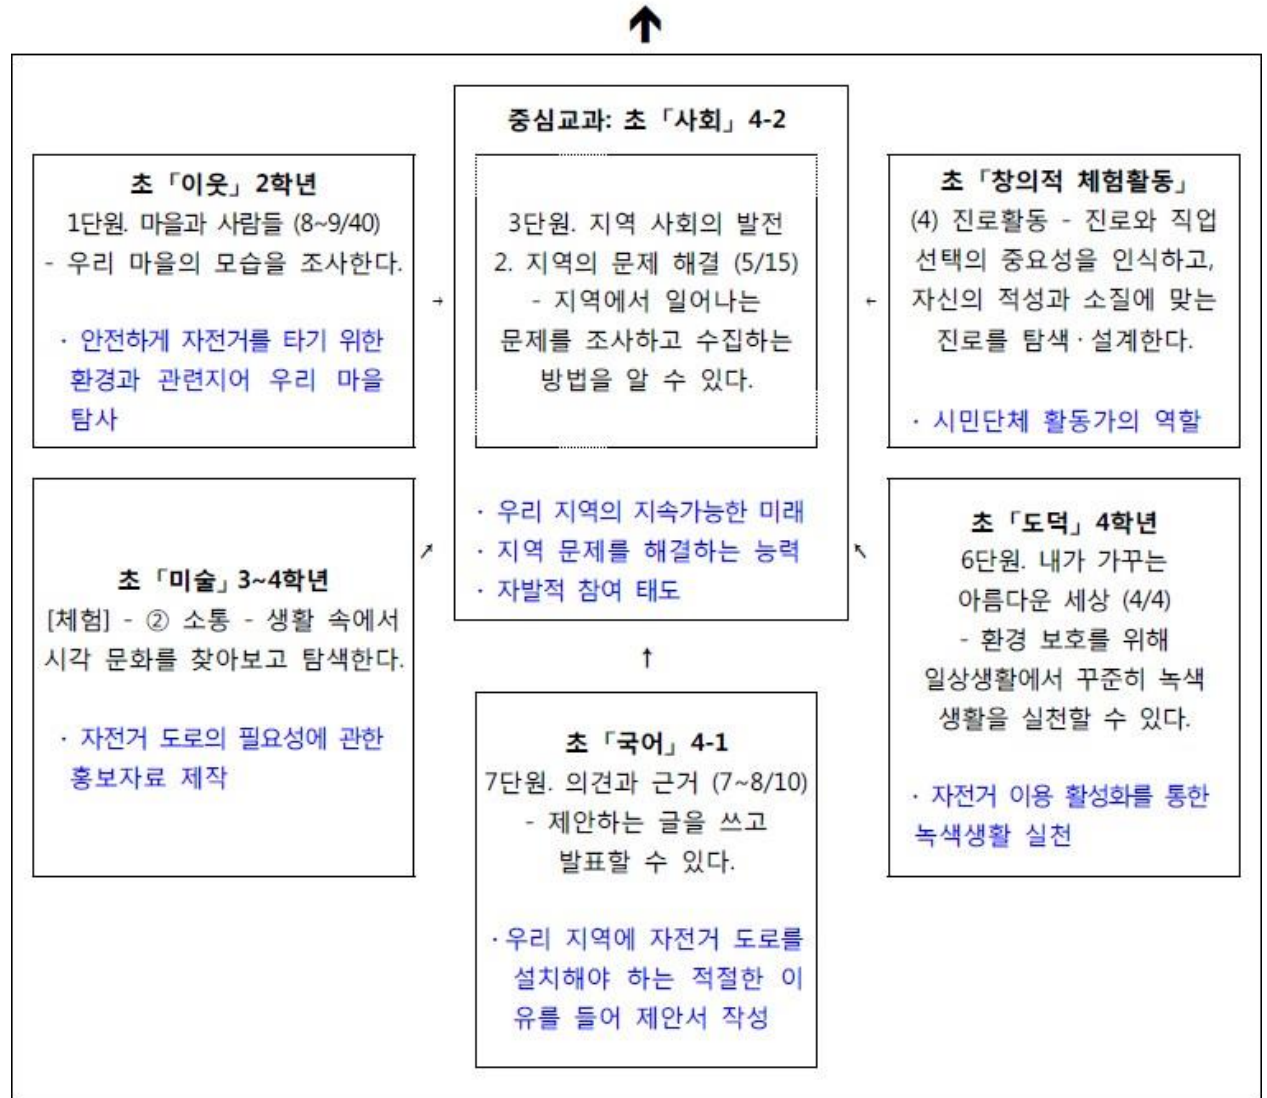 ↑
중심교과: 초「사회」4-2
3단원. 지역 사회의 발전
2. 지역의 문제 해결 (5/15)
- 지역에서 일어나는
문제를 조사하고 수집하는
방법을 알 수 있다.
· 우리 지역의 지속가능한 미래
· 지역 문제를 해결하는 능력
· 자발적 참여 태도
초「이웃」2학년
1단원. 마을과 사람들 (8~9/40)
- 우리 마을의 모습을 조사한다.
· 안전하게 자전거를 타기 위한
환경과 관련지어 우리 마을
탐사
→
초「창의적 체험활동」
(4) 진로활동 - 진로와 직업
선택의 중요성을 인식하고,
자신의 적성과 소질에 맞는
진로를 탐색·설계한다.
· 시민단체 활동가의 역할
←
초「미술」3~4학년
[체험] - ② 소통 - 생활 속에서
시각 문화를 찾아보고 탐색한다.
· 자전거 도로의 필요성에 관한
홍보자료 제작
↗
초「도덕」4학년
6단원. 내가 가꾸는
아름다운 세상 (4/4)
- 환경 보호를 위해
일상생활에서 꾸준히 녹색
생활을 실천할 수 있다.
· 자전거 이용 활성화를 통한
녹색생활 실천
↖
↑
초「국어」4-1
7단원. 의견과 근거 (7~8/10)
- 제안하는 글을 쓰고
발표할 수 있다.
· 우리 지역에 자전거 도로를
설치해야 하는 적절한 이
유를 들어 제안서 작성